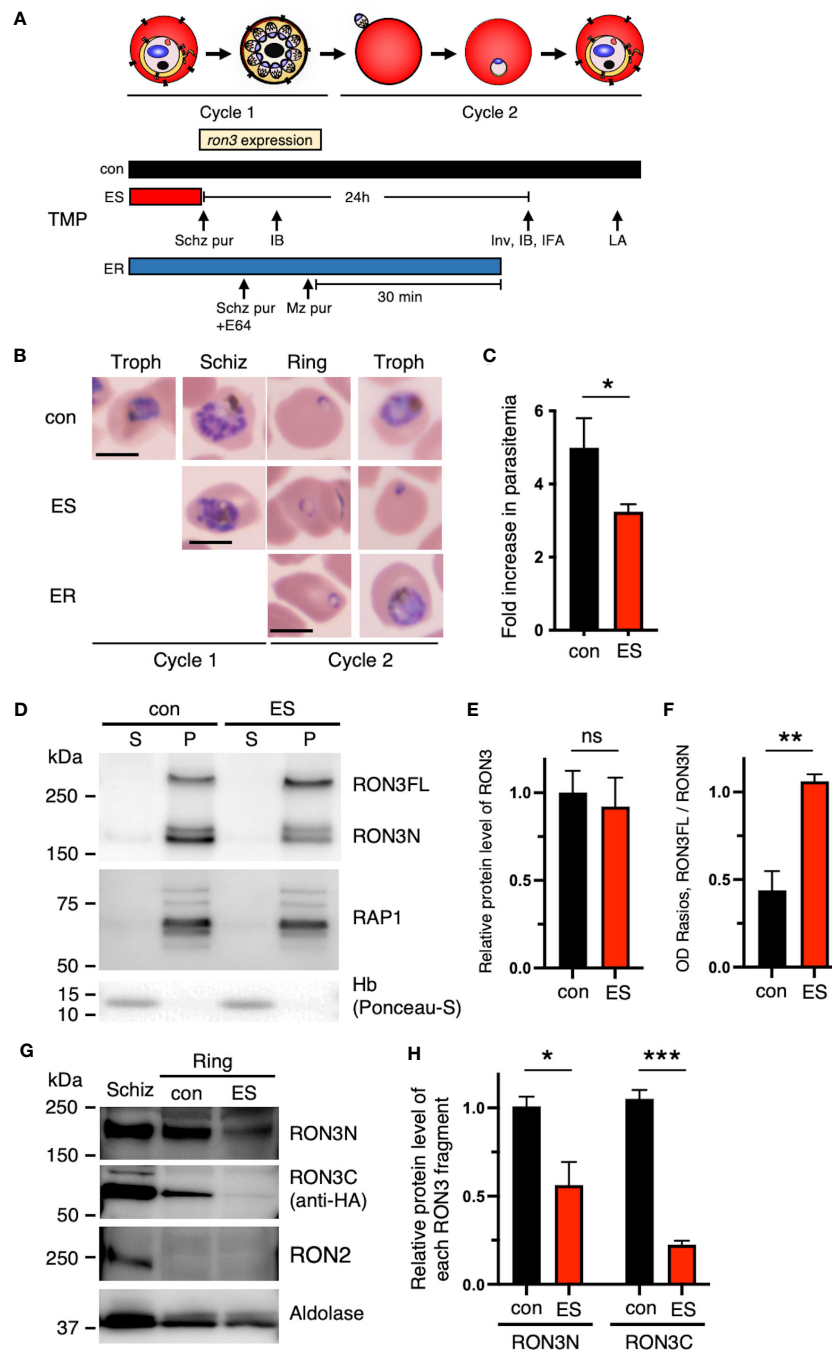 A
Cycle 1 Cycle 2
ron3 expression
con
ES 24h
TMP
Schz pur IB Inv, IB, IFA LA
ER
30 min
Schz pur Mz pur
+E64
B
Troph Schiz Ring Troph
con
ES
ER
Cycle 1 Cycle 2
C
*
Fold increase in parasitemia
6
4
2
0
con ES
D
con ES
kDa S P S P
250 RON3FL
RON3N
150
75
RAP1
50
15 Hb
10 (Ponceau-S)
E
ns
Relative protein level of RON3
1.0
0.5
0.0
con ES
F
**
OD Rasios, RON3FL / RON3N
1.0
0.5
0.0
con ES
G
Ring
kDa Schiz con ES
250
RON3N
150
RON3C
(anti-HA)
50
250 RON2
Aldolase
37
H
* ***
Relative protein level of
each RON3 fragment
1.0
0.5
0.0
con ES con ES
RON3N RON3C